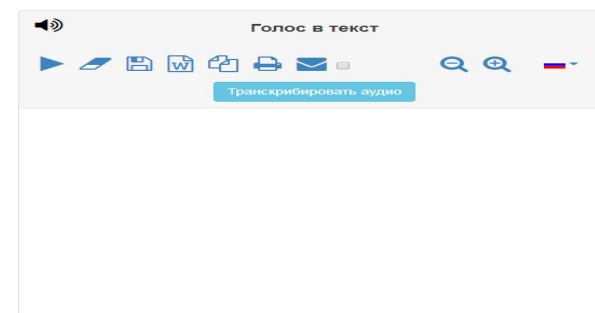 Голос в текст
W
Транскрибировать аудио